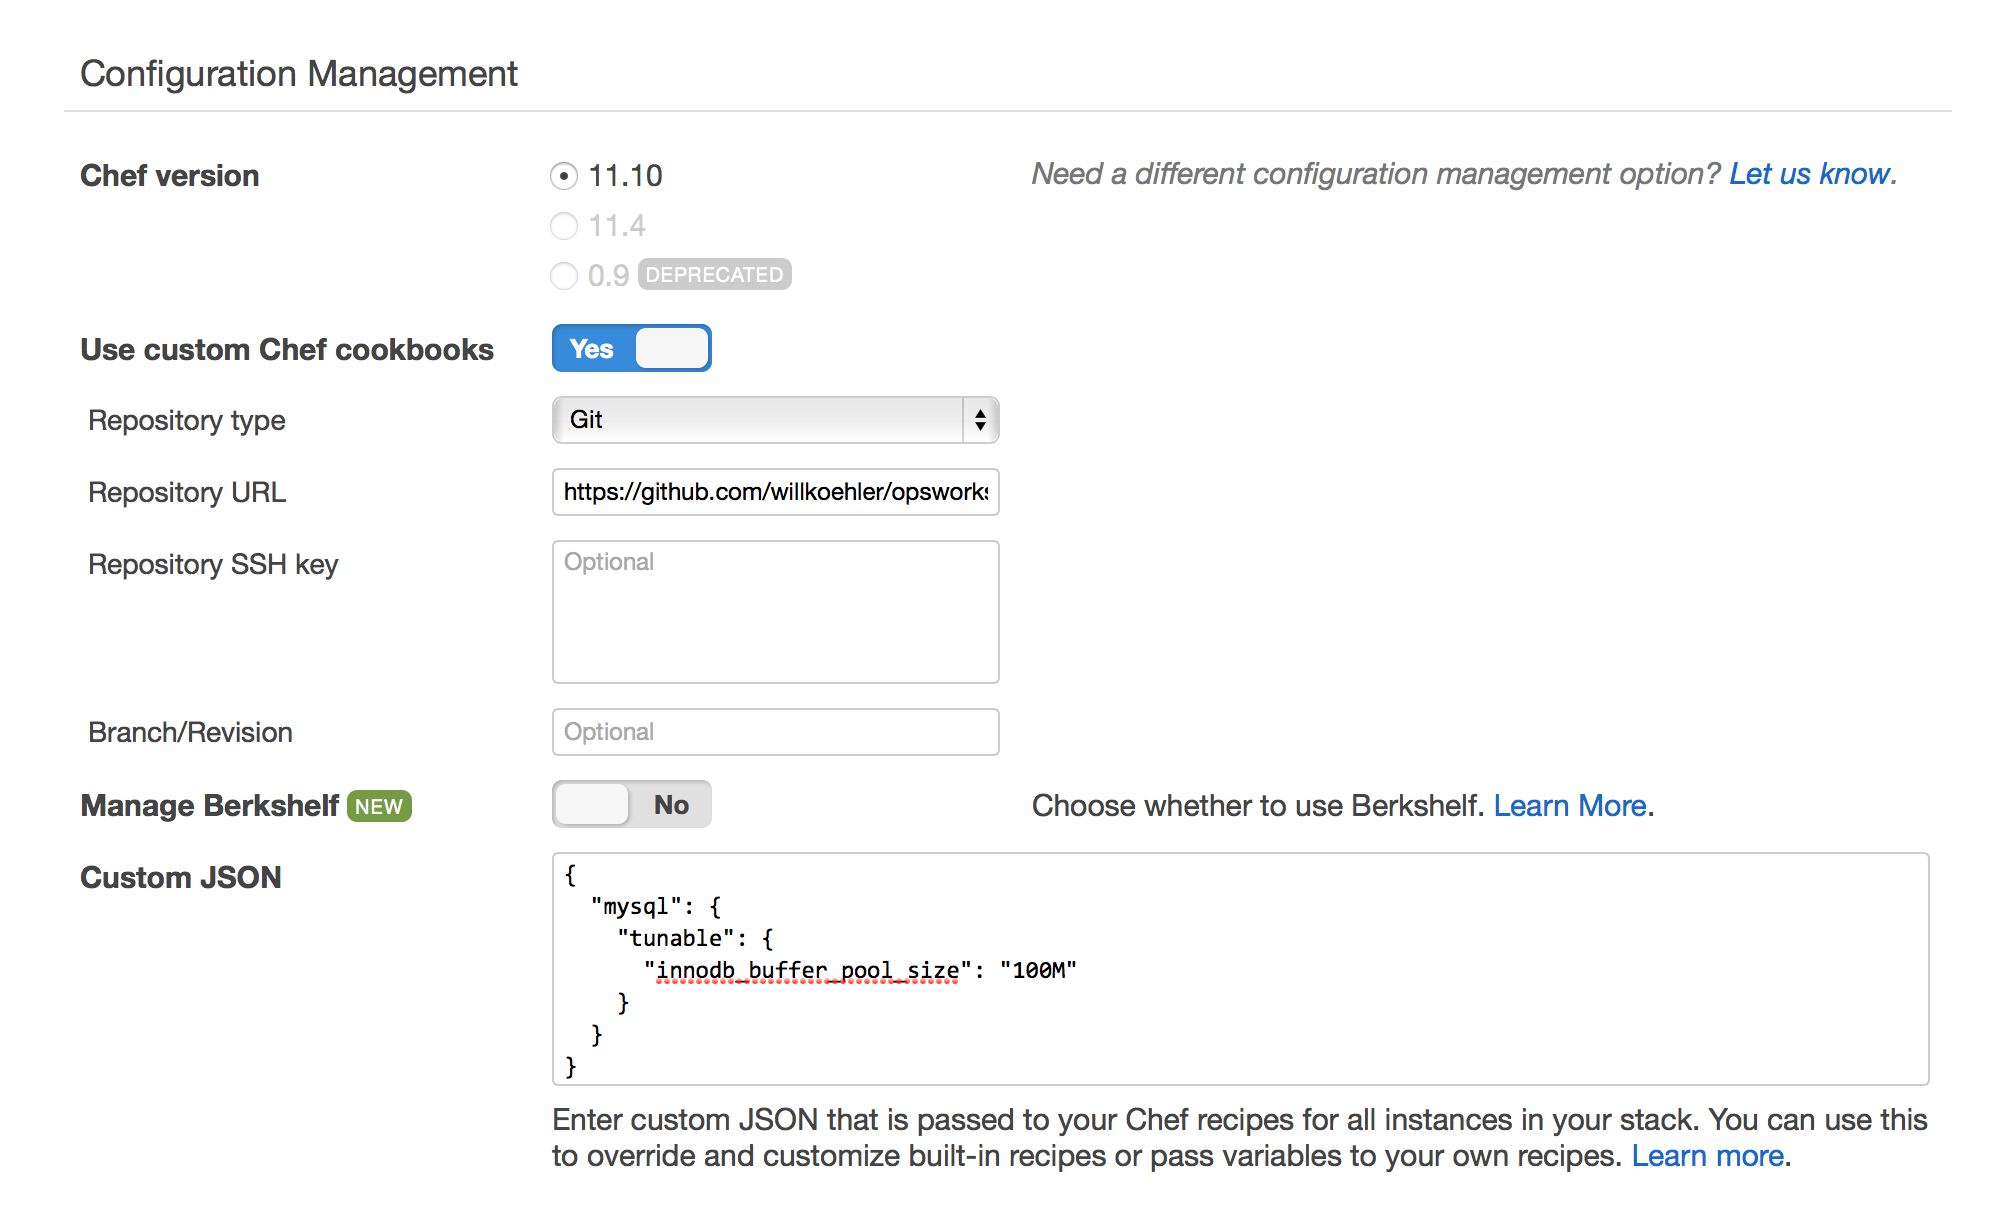 Configuration Management
Chef version
11.10
Need a different configuration management option? Let us know.
11.4
0.9 DEPRECATED
Use custom Chef cookbooks
Yes
Repository type
Git
Repository URL
https://github.com/willkoehler/opsworks
Repository SSH key
Optional
Branch/Revision
Optional
Manage Berkshelf NEW
No
Choose whether to use Berkshelf. Learn More.
Custom JSON
{
  "mysql": {
    "tunable": {
      "innodb_buffer_pool_size": "100M"
    }
  }
}
Enter custom JSON that is passed to your Chef recipes for all instances in your stack. You can use this
to override and customize built-in recipes or pass variables to your own recipes. Learn more.